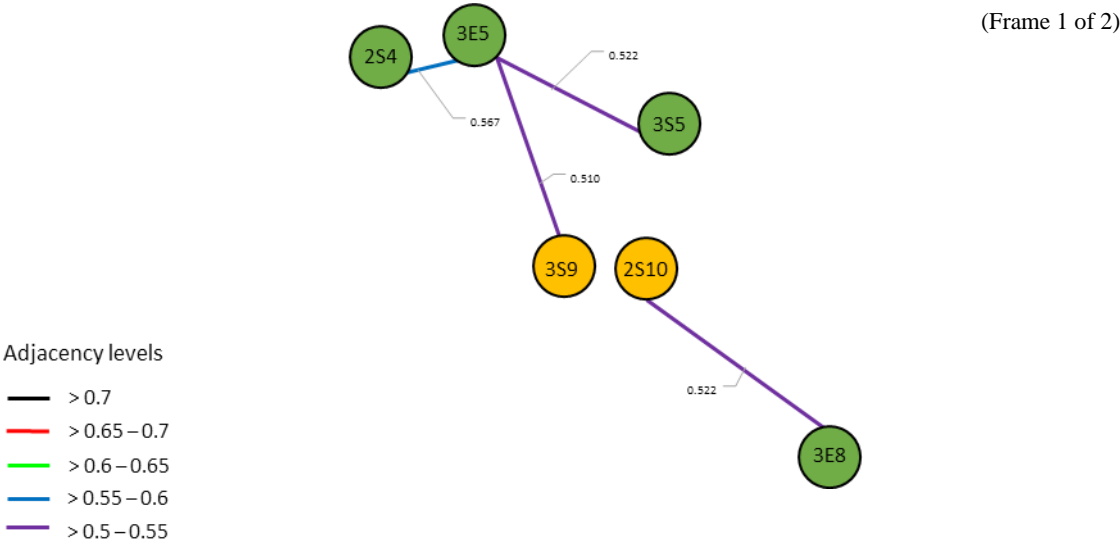 (Frame 1 of 2)
3E5
2S4
0.522
0.567
3S5
0.510
3S9
2S10
Adjacency levels
0.522
> 0.7
> 0.65 – 0.7
3E8
> 0.6 – 0.65
> 0.55 – 0.6
> 0.5 – 0.55